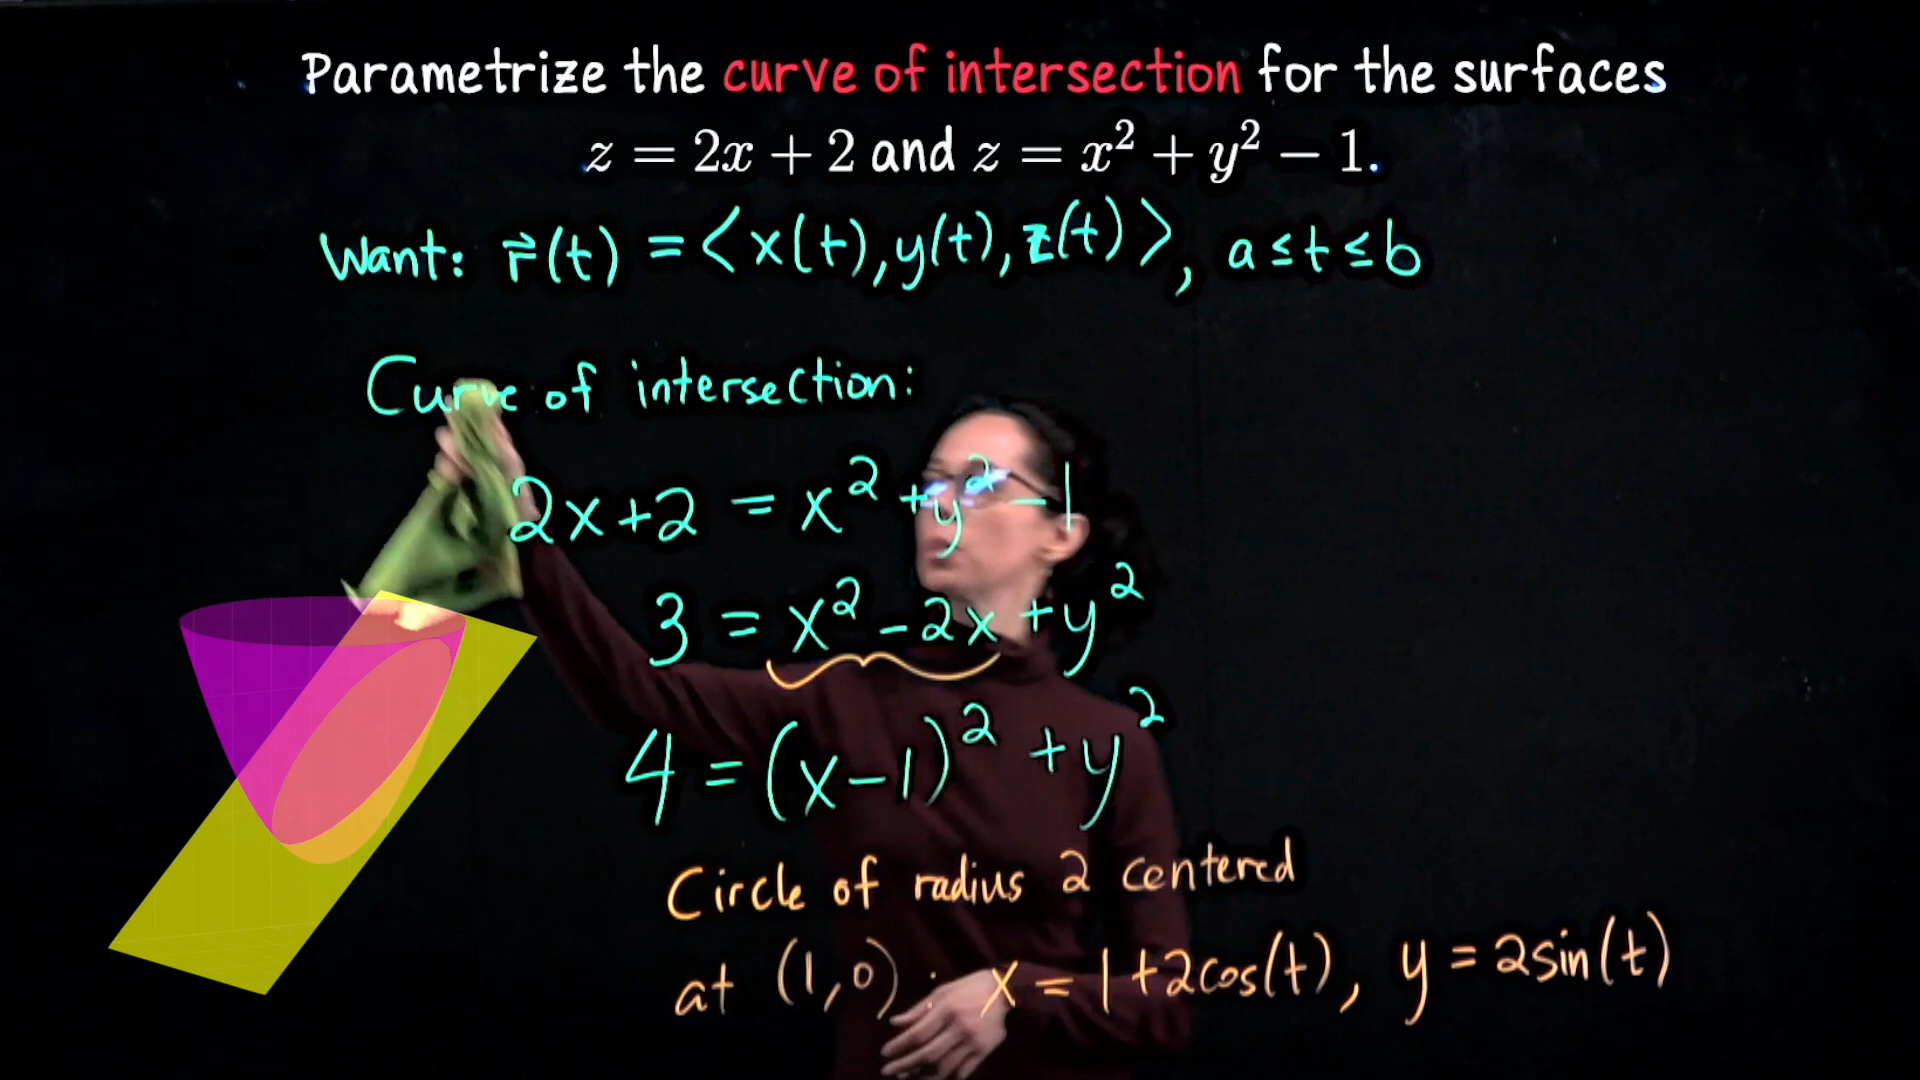 Parametrize the curve of intersection for the surfaces
z = 2x + 2 and z = x² + y² − 1.
Want: r⃗(t) = <x(t), y(t), z(t)>, a ≤ t ≤ b
Curve of intersection:
2x+2 = x² + y² − 1
3 = x² − 2x + y²
4 = (x−1)² + y²
Circle of radius 2 centered
at (1,0): x = 1+2cos(t), y = 2sin(t)